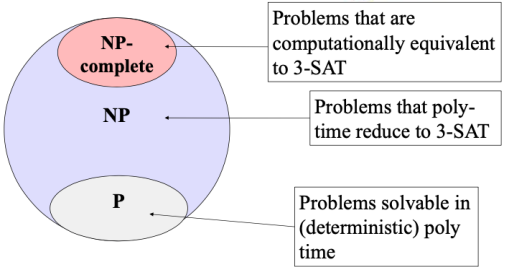 NP-
complete
NP
P
Problems that are
computationally equivalent
to 3-SAT
Problems that poly-
time reduce to 3-SAT
Problems solvable in
(deterministic) poly
time